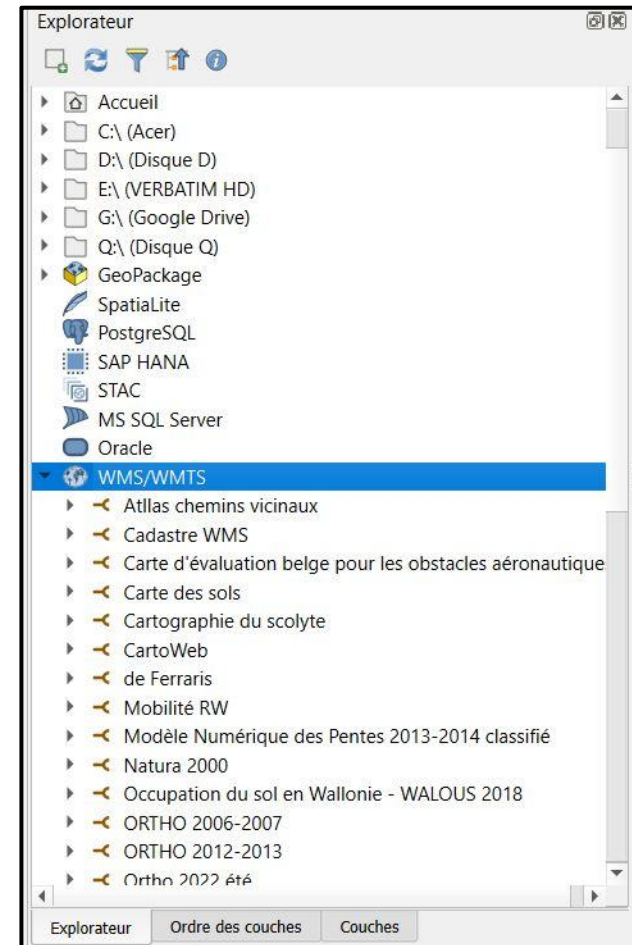 Explorateur
Accueil
C:\ (Acer)
D:\ (Disque D)
E:\ (VERBATIM HD)
G:\ (Google Drive)
Q:\ (Disque Q)
GeoPackage
SpatiaLite
PostgreSQL
SAP HANA
STAC
MS SQL Server
Oracle
WMS/WMTS
Atllas chemins vicinaux
Cadastre WMS
Carte d'évaluation belge pour les obstacles aéronautique
Carte des sols
Cartographie du scolyte
CartoWeb
de Ferraris
Mobilité RW
Modèle Numérique des Pentes 2013-2014 classifié
Natura 2000
Occupation du sol en Wallonie - WALOUS 2018
ORTHO 2006-2007
ORTHO 2012-2013
Ortho 2022 été
Explorateur Ordre des couches Couches